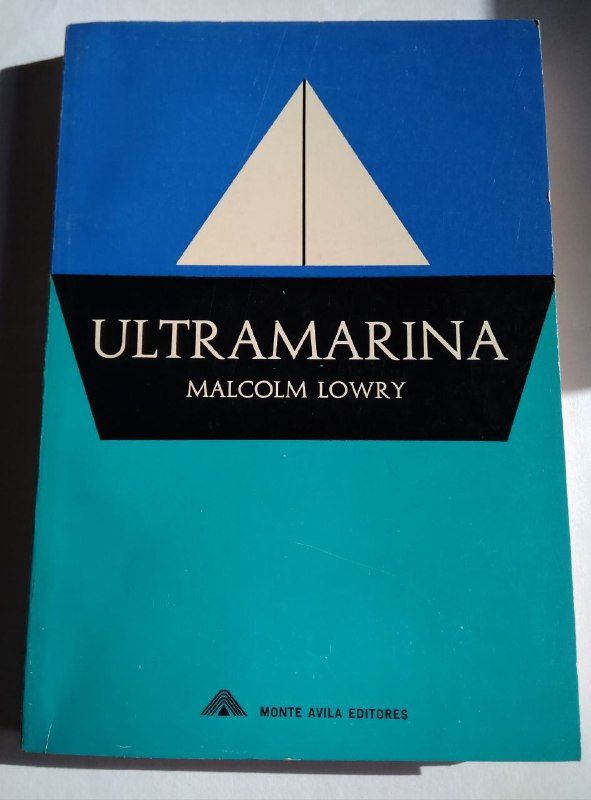 ULTRAMARINA
MALCOLM LOWRY
MONTE AVILA EDITORES